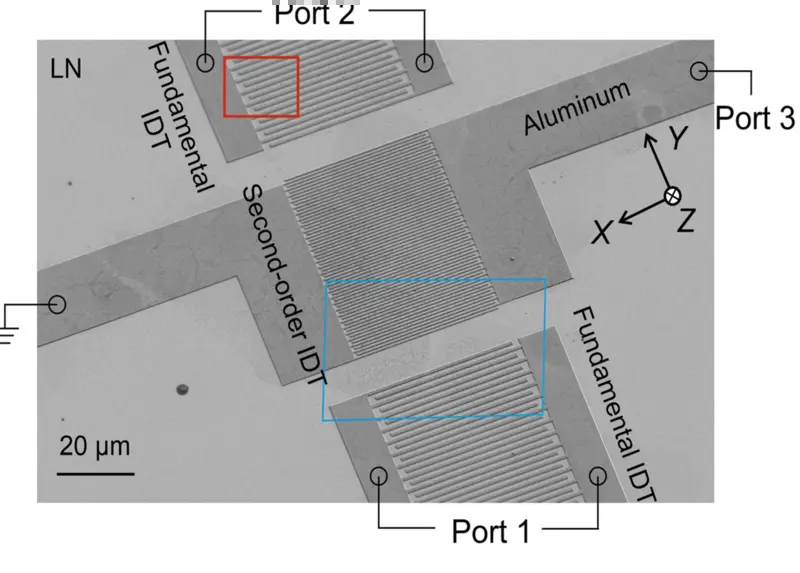 Port 2
LN
Fundamental
IDT
Aluminum
Port 3
Y
X
Z
Second-order IDT
Fundamental IDT
20 µm
Port 1